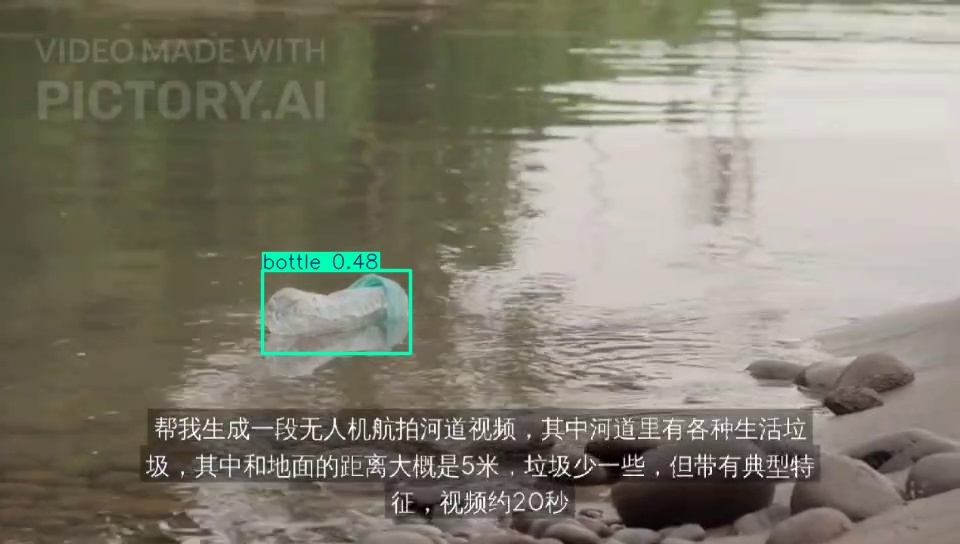 VIDEO MADE WITH
PICTORY.AI
bottle 0.48
帮我生成一段无人机航拍河道视频，其中河道里有各种生活垃
圾，其中和地面的距离大概是5米，垃圾少一些，但带有典型特
征，视频约20秒